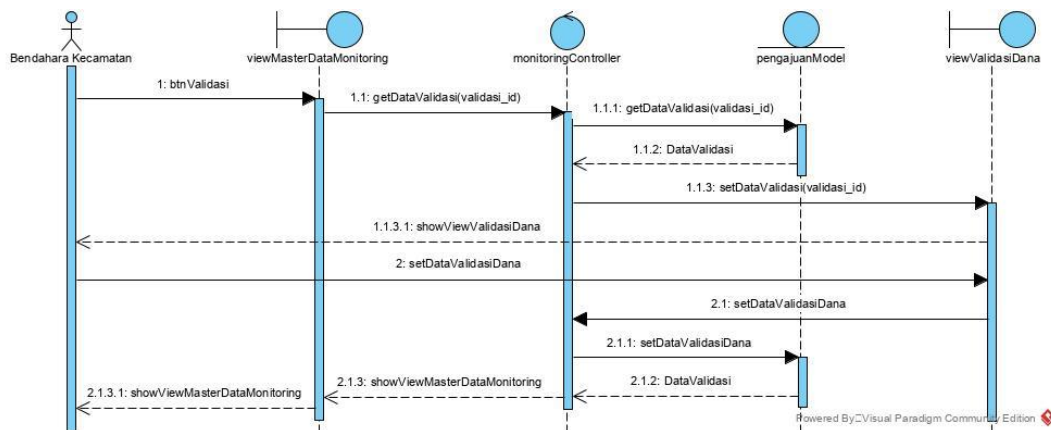 Bendahara Kecamatan
viewMasterDataMonitoring
monitoringController
pengajuanModel
viewValidasiDana
1: btnValidasi
1.1: getDataValidasi(validasi_id)
1.1.1: getDataValidasi(validasi_id)
1.1.2: DataValidasi
1.1.3: setDataValidasi(validasi_id)
1.1.3.1: showViewValidasiDana
2: setDataValidasiDana
2.1: setDataValidasiDana
2.1.1: setDataValidasiDana
2.1.2: DataValidasi
2.1.3: showViewMasterDataMonitoring
2.1.3.1: showViewMasterDataMonitoring
Powered By Visual Paradigm Community Edition